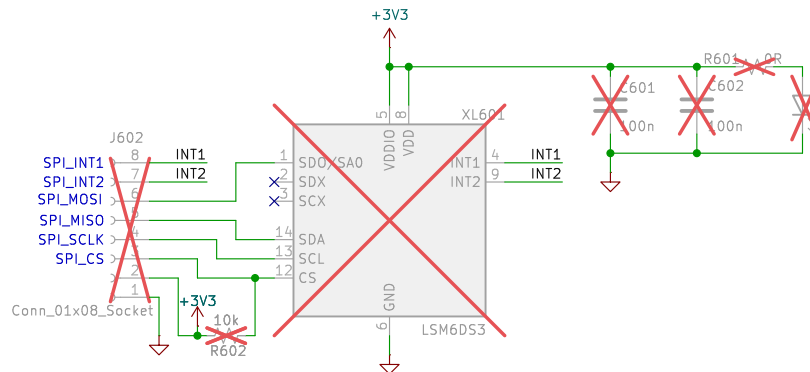 +3V3
R601 0R
XL601
C601
C602
100n
100n
5
8
VDDIO
VDD
J602
SPI_INT1 8 INT1
SPI_INT2 7 INT2
SPI_MOSI 6
SPI_MISO 5
SPI_SCLK 4
SPI_CS 3
2
1
Conn_01x08_Socket
+3V3
10k
R602
1 SDO/SA0
2 SDX
3 SCX
14 SDA
13 SCL
12 CS
INT1 4 INT1
INT2 9 INT2
GND
6
LSM6DS3